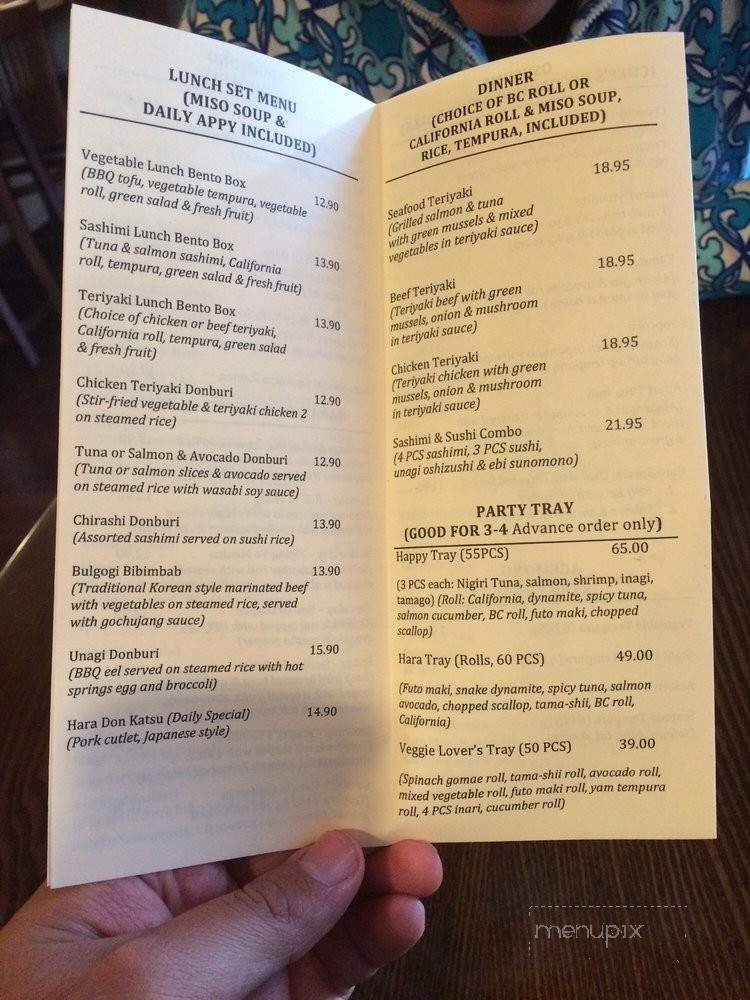 LUNCH SET MENU
(MISO SOUP &
DAILY APPY INCLUDED)
Vegetable Lunch Bento Box
(BBQ tofu, vegetable tempura, vegetable 12.90
roll, green salad & fresh fruit)
Sashimi Lunch Bento Box
(Tuna & salmon sashimi, California 13.90
roll, tempura, green salad & fresh fruit)
Teriyaki Lunch Bento Box
(Choice of chicken or beef teriyaki, 13.90
California roll, tempura, green salad
& fresh fruit)
Chicken Teriyaki Donburi
(Stir-fried vegetable & teriyaki chicken 2 12.90
on steamed rice)
Tuna or Salmon & Avocado Donburi 12.90
(Tuna or salmon slices & avocado served
on steamed rice with wasabi soy sauce)
Chirashi Donburi 13.90
(Assorted sashimi served on sushi rice)
Bulgogi Bibimbab 13.90
(Traditional Korean style marinated beef
with vegetables on steamed rice, served
with gochujang sauce)
Unagi Donburi 15.90
(BBQ eel served on steamed rice with hot
springs egg and broccoli)
Hara Don Katsu (Daily Special) 14.90
(Pork cutlet, Japanese style)
DINNER
(CHOICE OF BC ROLL OR
CALIFORNIA ROLL & MISO SOUP,
RICE, TEMPURA, INCLUDED)
Seafood Teriyaki 18.95
(Grilled salmon & tuna
with green mussels & mixed
vegetables in teriyaki sauce)
Beef Teriyaki 18.95
(Teriyaki beef with green
mussels, onion & mushroom
in teriyaki sauce)
Chicken Teriyaki 18.95
(Teriyaki chicken with green
mussels, onion & mushroom
in teriyaki sauce)
Sashimi & Sushi Combo 21.95
(4 PCS sashimi, 3 PCS sushi,
unagi oshizushi & ebi sunomono)
PARTY TRAY
(GOOD FOR 3-4 Advance order only)
Happy Tray (55PCS) 65.00
(3 PCS each: Nigiri Tuna, salmon, shrimp, inagi,
tamago) (Roll: California, dynamite, spicy tuna,
salmon cucumber, BC roll, futo maki, chopped
scallop)
Hara Tray (Rolls, 60 PCS) 49.00
(Futo maki, snake dynamite, spicy tuna, salmon
avocado, chopped scallop, tama-shii, BC roll,
California)
Veggie Lover's Tray (50 PCS) 39.00
(Spinach gomae roll, tama-shii roll, avocado roll,
mixed vegetable roll, futo maki roll, yam tempura
roll, 4 PCS inari, cucumber roll)
menupix